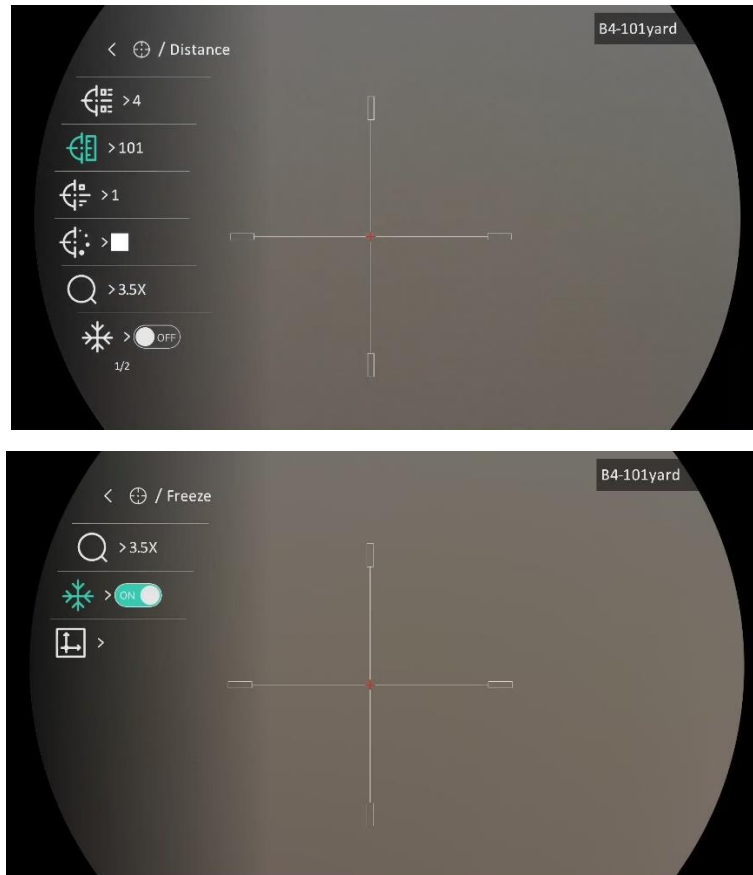 B4-101yard
< / Distance
>4
>101
>1
>
>3.5X
> OFF
1/2
B4-101yard
< / Freeze
>3.5X
> ON
>